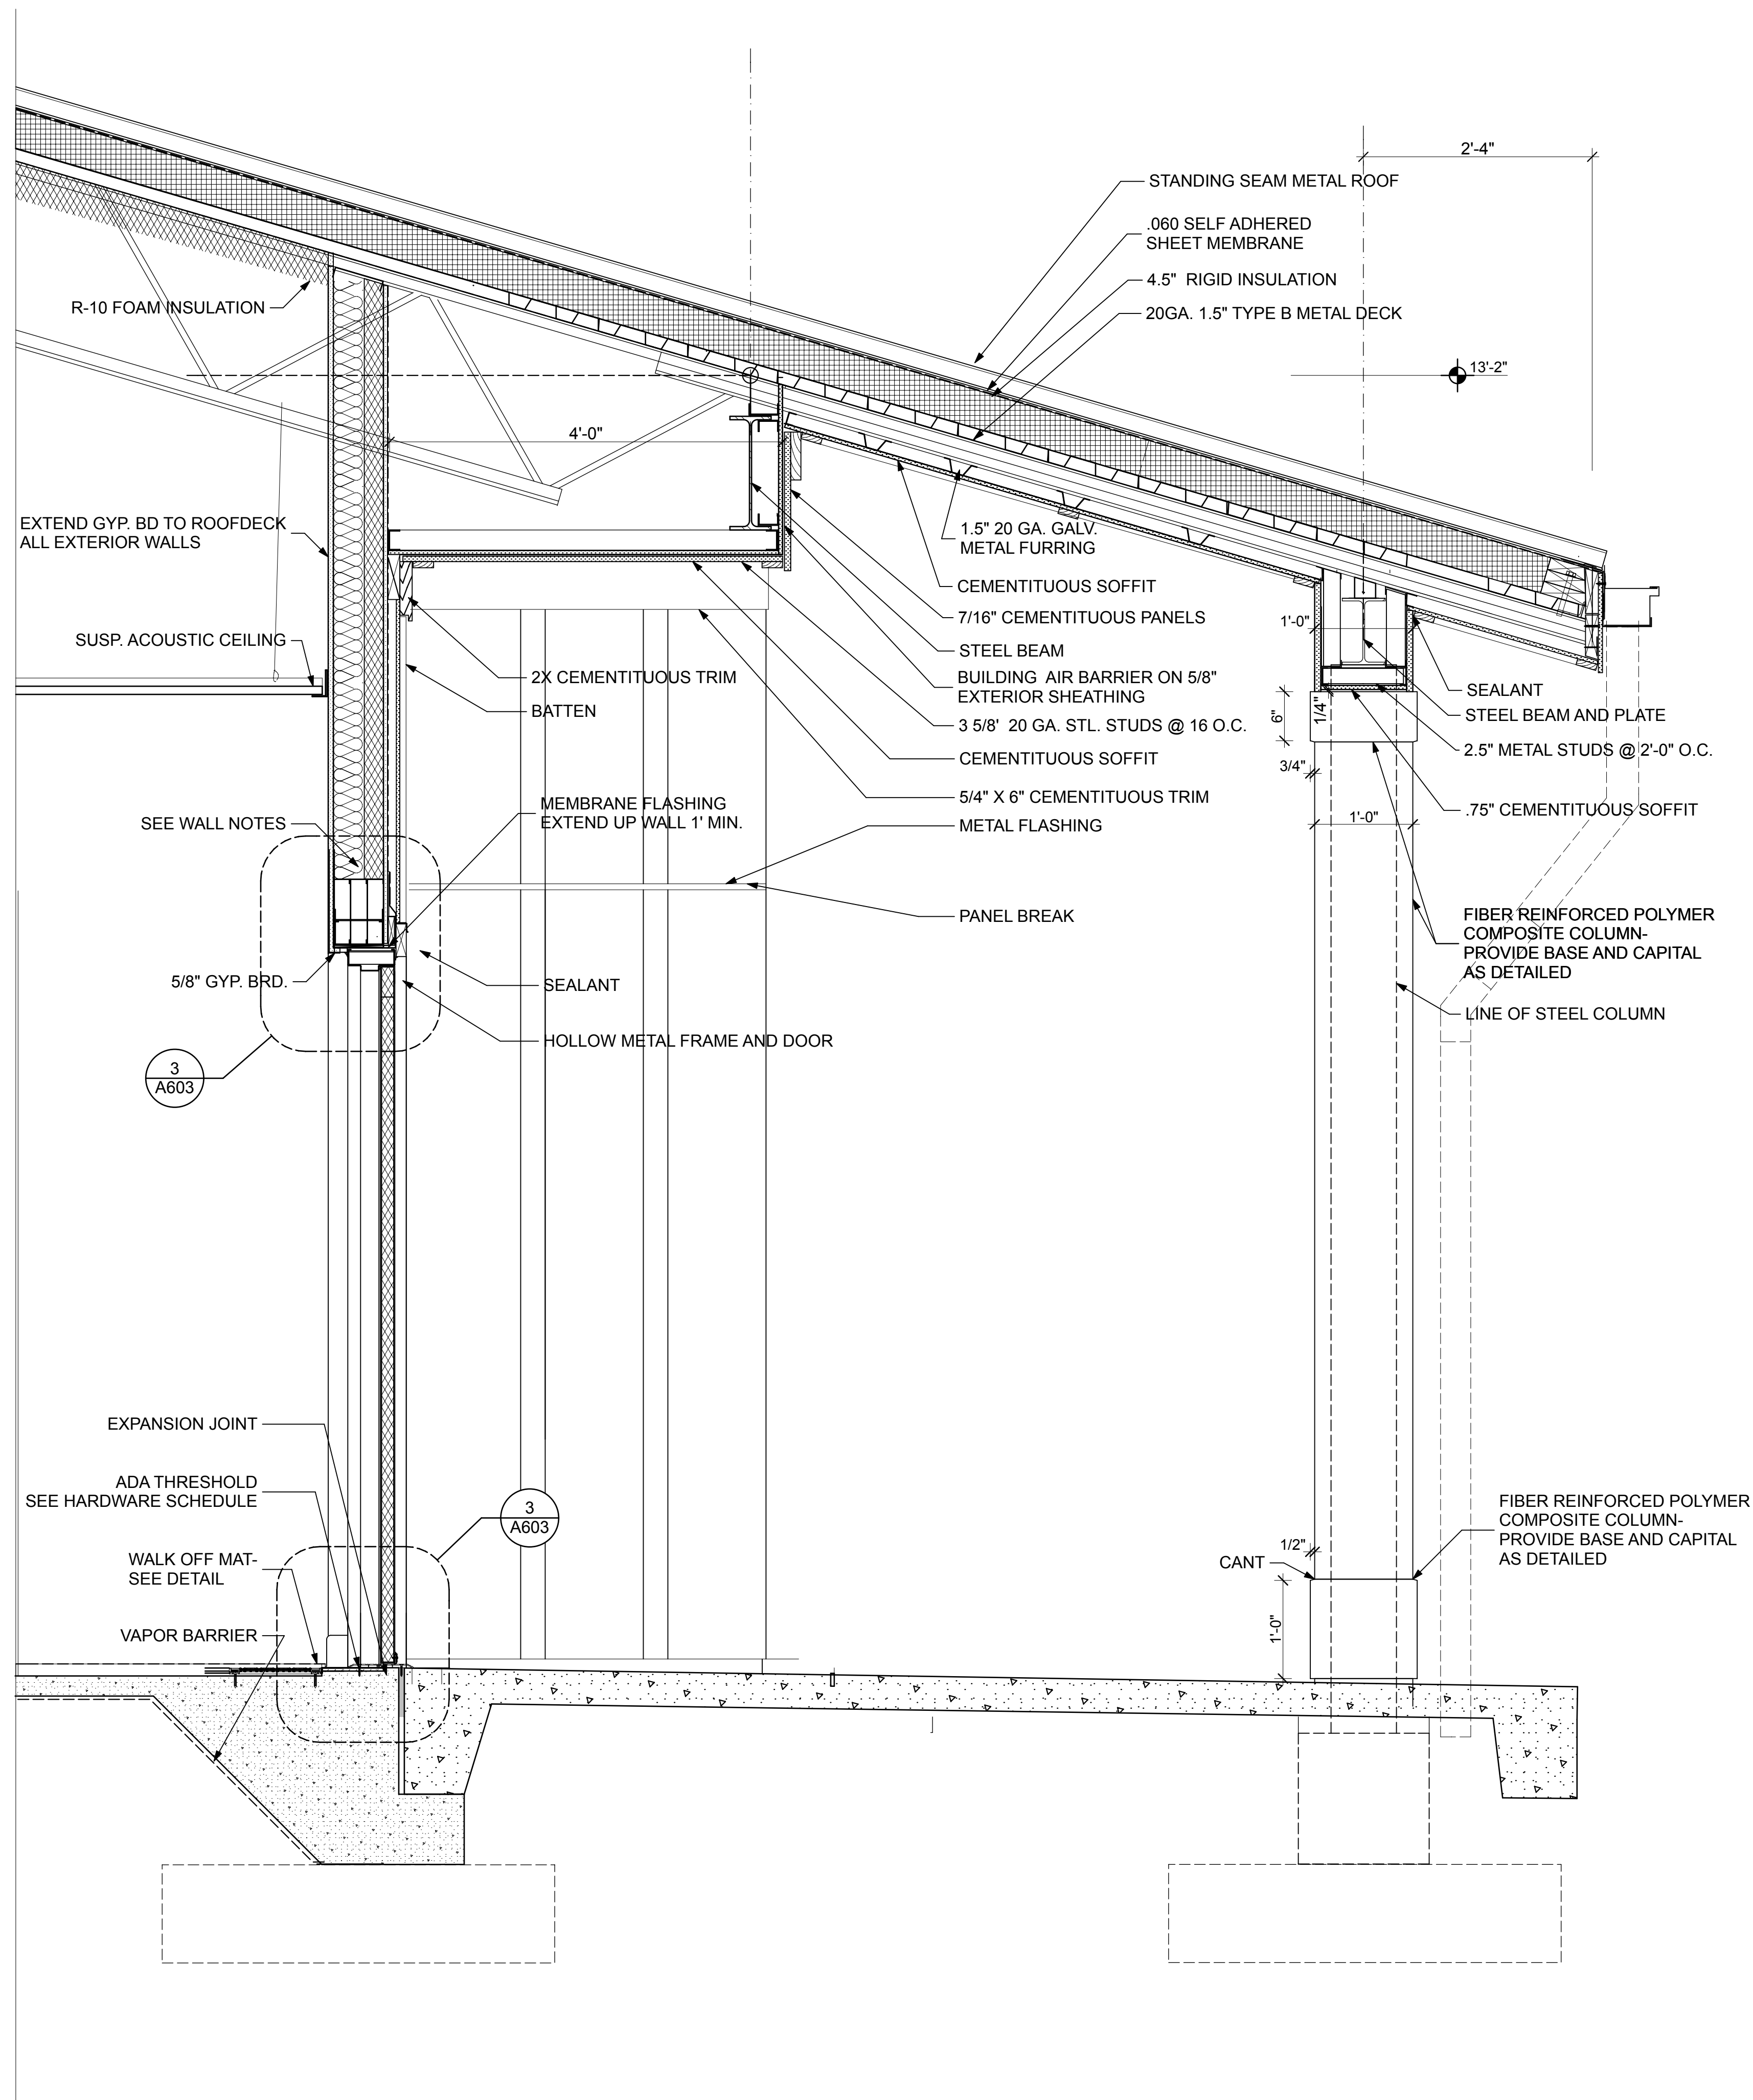 2'-4"
STANDING SEAM METAL ROOF
.060 SELF ADHERED
SHEET MEMBRANE
4.5" RIGID INSULATION
20GA. 1.5" TYPE B METAL DECK
R-10 FOAM INSULATION
13'-2"
4'-0"
EXTEND GYP. BD TO ROOFDECK
ALL EXTERIOR WALLS
1.5" 20 GA. GALV.
METAL FURRING
CEMENTITUOUS SOFFIT
7/16" CEMENTITUOUS PANELS
STEEL BEAM
BUILDING AIR BARRIER ON 5/8"
EXTERIOR SHEATHING
3 5/8' 20 GA. STL. STUDS @ 16 O.C.
CEMENTITUOUS SOFFIT
5/4" X 6" CEMENTITUOUS TRIM
METAL FLASHING
PANEL BREAK
SUSP. ACOUSTIC CEILING
2X CEMENTITUOUS TRIM
BATTEN
1'-0"
SEALANT
STEEL BEAM AND PLATE
2.5" METAL STUDS @ 2'-0" O.C.
.75" CEMENTITUOUS SOFFIT
6"
1/4"
3/4"
1'-0"
MEMBRANE FLASHING
EXTEND UP WALL 1' MIN.
SEE WALL NOTES
FIBER REINFORCED POLYMER
COMPOSITE COLUMN-
PROVIDE BASE AND CAPITAL
AS DETAILED
LINE OF STEEL COLUMN
5/8" GYP. BRD.
SEALANT
HOLLOW METAL FRAME AND DOOR
3
A603
EXPANSION JOINT
ADA THRESHOLD
SEE HARDWARE SCHEDULE
3
A603
WALK OFF MAT-
SEE DETAIL
VAPOR BARRIER
1/2"
CANT
1'-0"
FIBER REINFORCED POLYMER
COMPOSITE COLUMN-
PROVIDE BASE AND CAPITAL
AS DETAILED